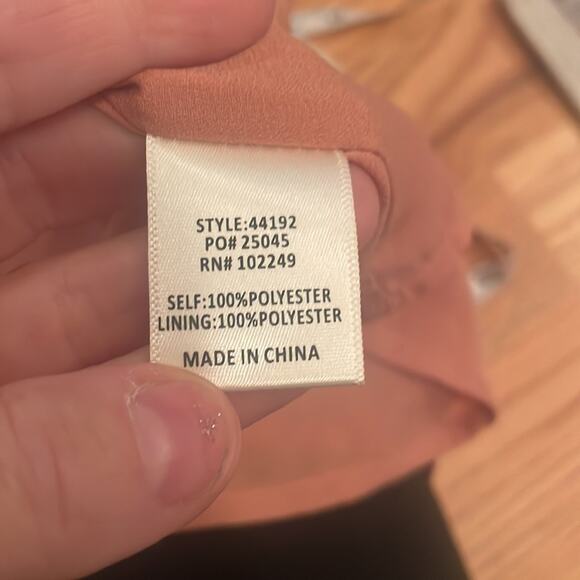 STYLE:44192
PO# 25045
RN# 102249
SELF:100%POLYESTER
LINING:100%POLYESTER
MADE IN CHINA